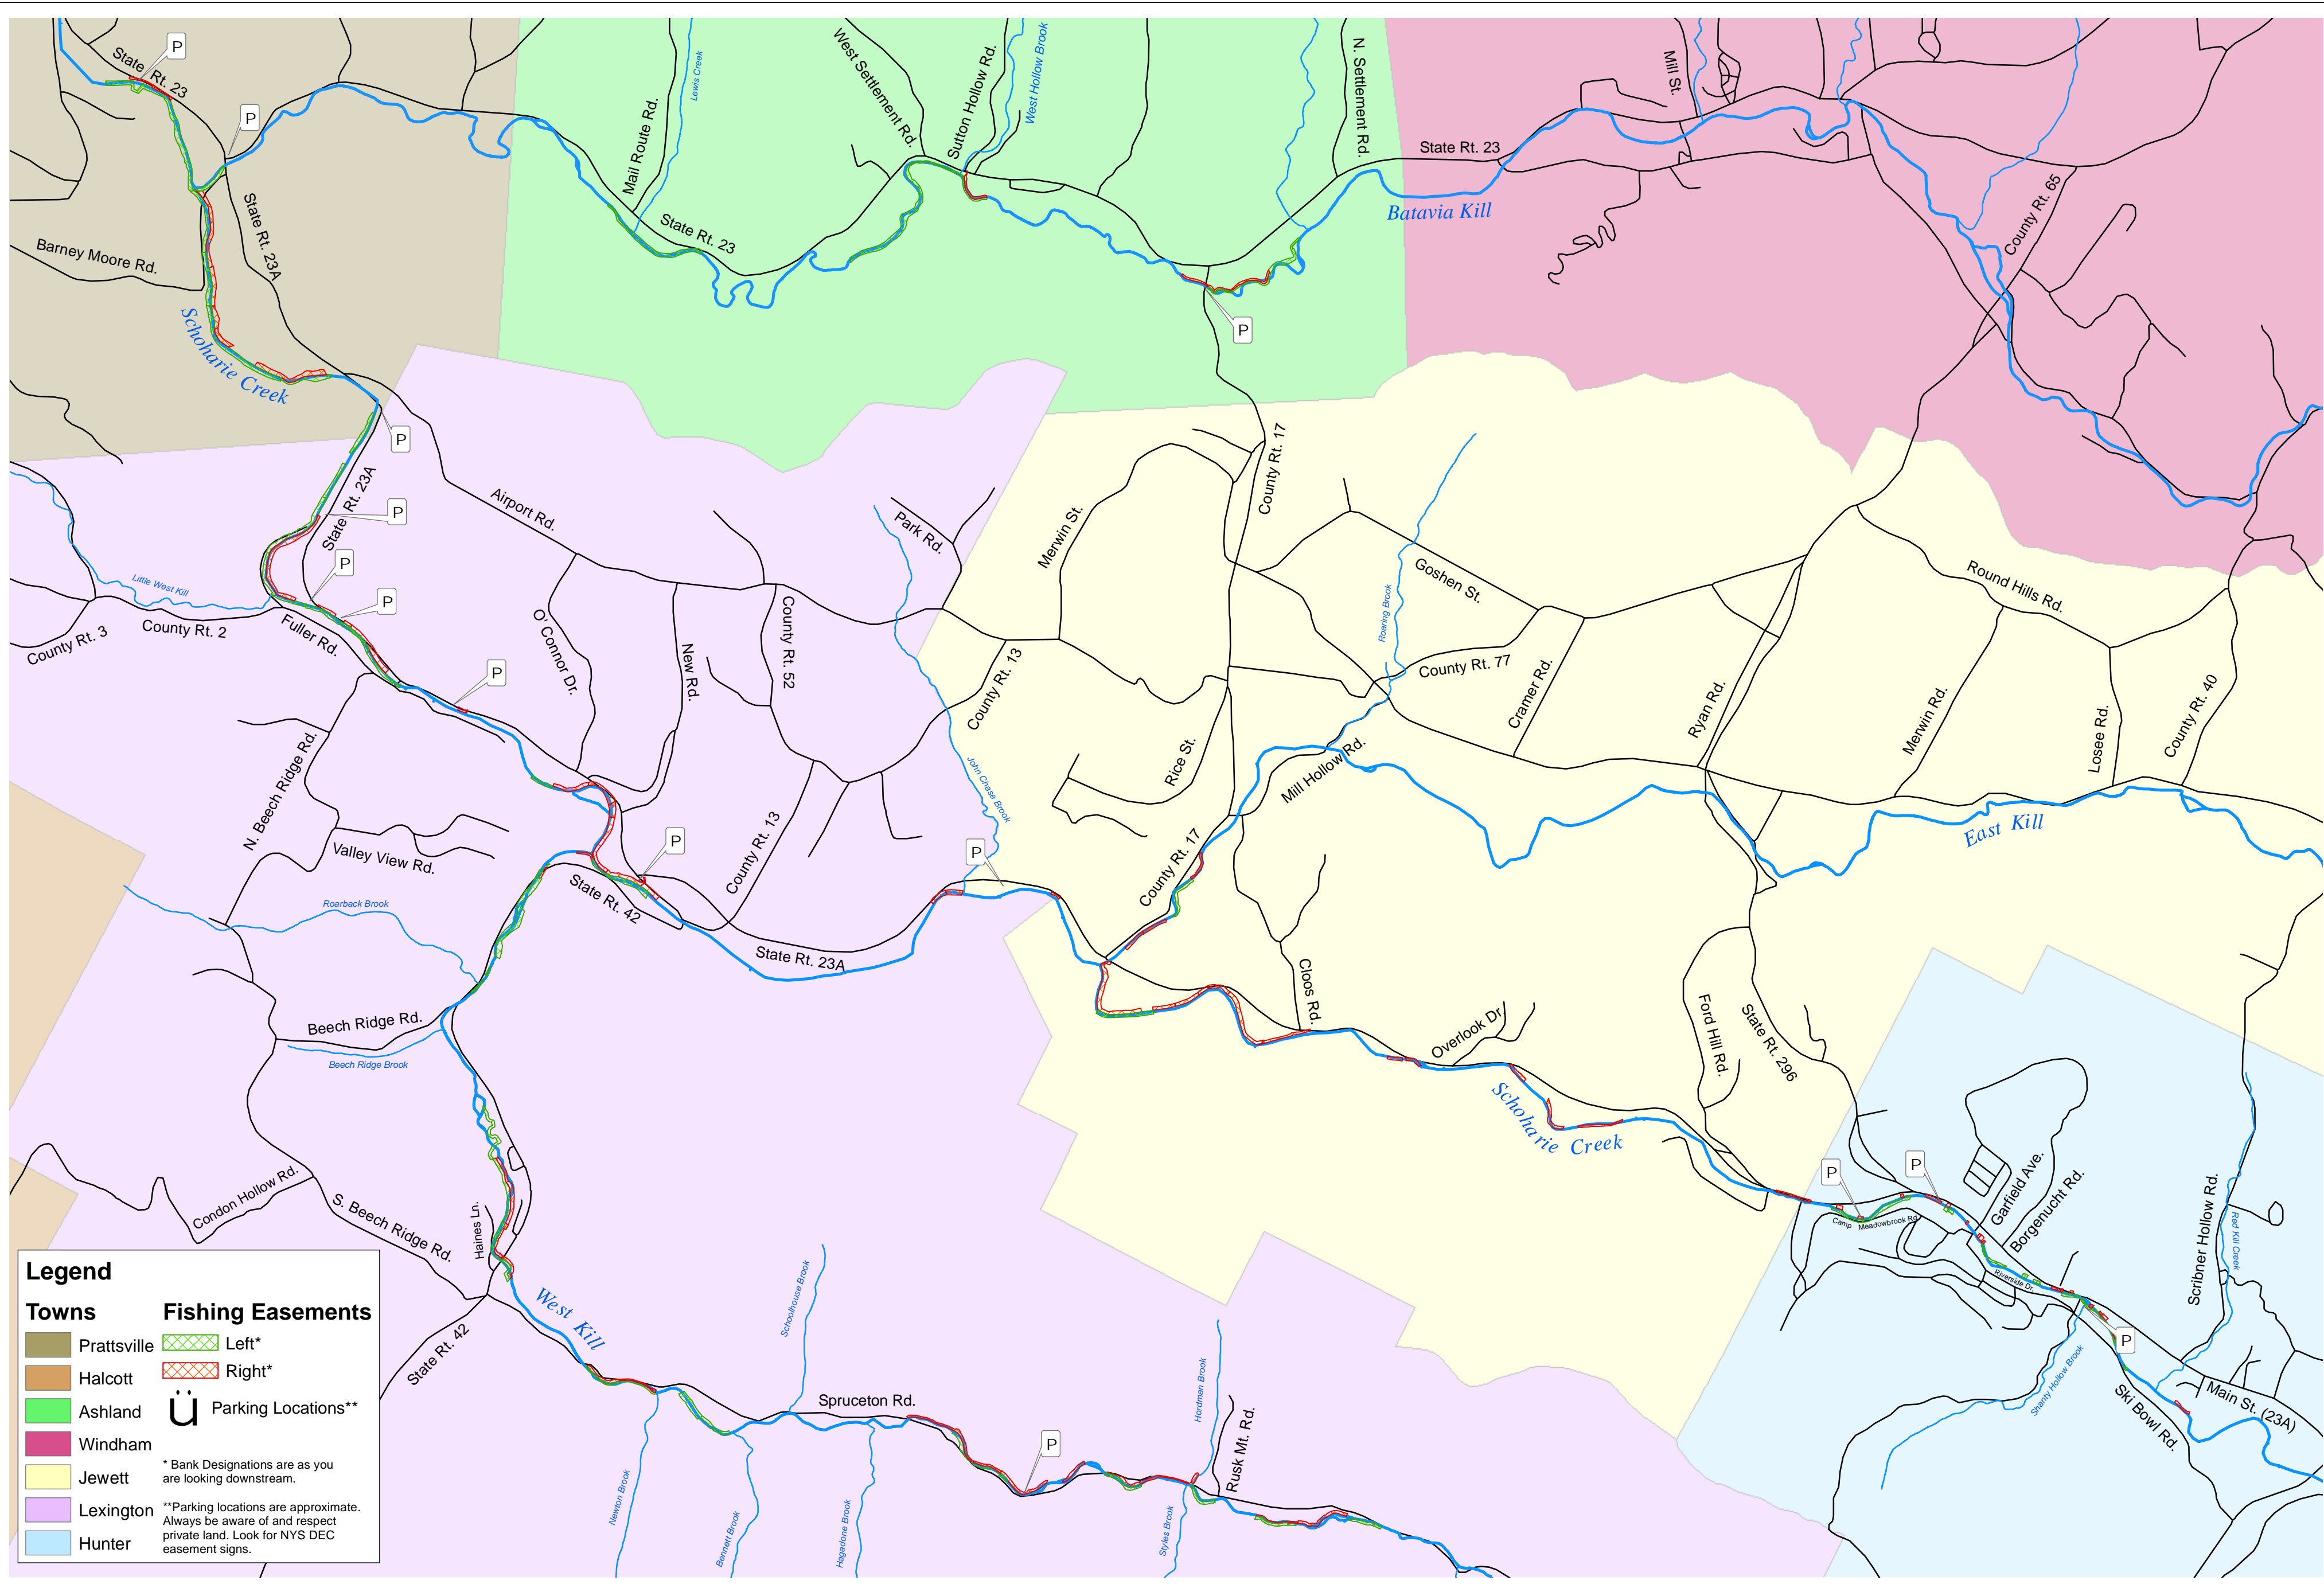 P
State Rt. 23
P
Barney Moore Rd.
State Rt. 23A
Schoharie Creek
P
Lewis Creek
Mail Route Rd.
State Rt. 23
West Settlement Rd.
Sutton Hollow Rd.
West Hollow Brook
N. Settlement Rd.
P
State Rt. 23
Batavia Kill
Mill St.
County Rt. 65
State Rt. 23A
P
P
P
Little West Kill
County Rt. 3
County Rt. 2
Fuller Rd.
P
Airport Rd.
O' Connor Dr.
New Rd.
County Rt. 52
Park Rd.
County Rt. 13
John Chase Brook
Merwin St.
County Rt. 17
Roaring Brook
Goshen St.
County Rt. 77
Cramer Rd.
Ryan Rd.
Round Hills Rd.
Merwin Rd.
Losee Rd.
County Rt. 40
Rice St.
Mill Hollow Rd.
East Kill
N. Beech Ridge Rd.
Valley View Rd.
P
County Rt. 13
State Rt. 42
P
County Rt. 17
State Rt. 23A
Roarback Brook
Beech Ridge Rd.
Beech Ridge Brook
Cloos Rd.
Overlook Dr.
Ford Hill Rd.
State Rt. 296
Schoharie Creek
Condon Hollow Rd.
S. Beech Ridge Rd.
Haines Ln.
State Rt. 42
West Kill
P
P
Camp Meadowbrook Rd.
Garfield Ave.
Borgenucht Rd.
Riverside Dr.
Scribner Hollow Rd.
Red Kill Creek
P
Shanty Hollow Brook
Ski Bowl Rd.
Main St. (23A)
Schoolhouse Brook
Spruceton Rd.
Newton Brook
Bennett Brook
Hagadone Brook
P
Hordman Brook
Rusk Mt. Rd.
Styles Brook
Legend
Towns
Prattsville
Halcott
Ashland
Windham
Jewett
Lexington
Hunter
Fishing Easements
Left*
Right*
ü Parking Locations**
* Bank Designations are as you
are looking downstream.
**Parking locations are approximate.
Always be aware of and respect
private land. Look for NYS DEC
easement signs.